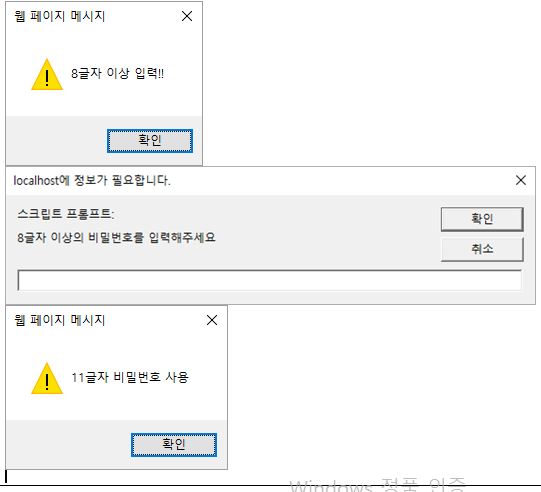 웹 페이지 메시지
8글자 이상 입력!!
확인
localhost에 정보가 필요합니다.
스크립트 프롬프트:
확인
8글자 이상의 비밀번호를 입력해주세요
취소
웹 페이지 메시지
11글자 비밀번호 사용
확인
Windows 정품 인증